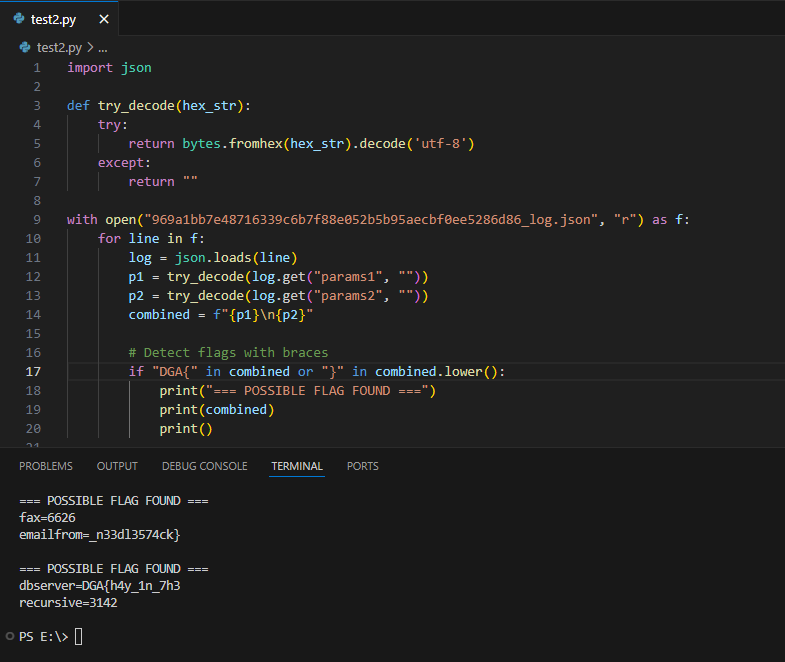 test2.py ×
test2.py > ...
1 import json
2
3 def try_decode(hex_str):
4     try:
5         return bytes.fromhex(hex_str).decode('utf-8')
6     except:
7         return ""
8
9 with open("969a1bb7e48716339c6b7f88e052b5b95aecbf0ee5286d86_log.json", "r") as f:
10     for line in f:
11         log = json.loads(line)
12         p1 = try_decode(log.get("params1", ""))
13         p2 = try_decode(log.get("params2", ""))
14         combined = f"{p1}\n{p2}"
15
16         # Detect flags with braces
17         if "DGA{" in combined or "}" in combined.lower():
18             print("=== POSSIBLE FLAG FOUND ===")
19             print(combined)
20             print()
21
PROBLEMS OUTPUT DEBUG CONSOLE TERMINAL PORTS
=== POSSIBLE FLAG FOUND ===
fax=6626
emailfrom=_n33dl3574ck}
=== POSSIBLE FLAG FOUND ===
dbserver=DGA{h4y_1n_7h3
recursive=3142
PS E:\>